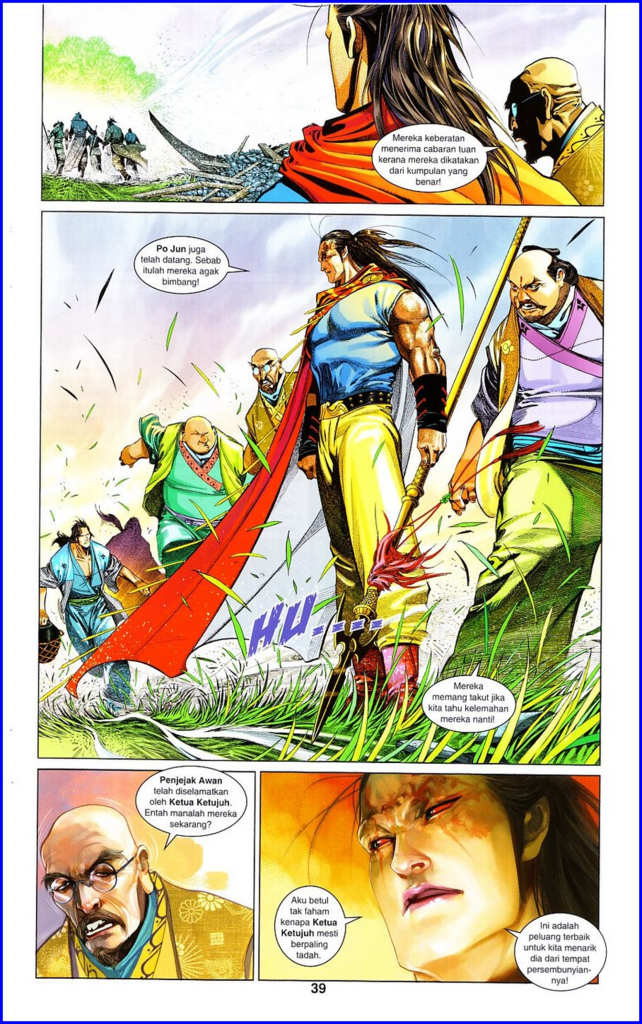 Mereka keberatan
menerima cabaran tuan
kerana mereka dikatakan
dari kumpulan yang
benar!
Po Jun juga
telah datang. Sebab
itulah mereka agak
bimbang!
HU....
Mereka
memang takut jika
kita tahu kelemahan
mereka nanti!
Penjejak Awan
telah diselamatkan
oleh Ketua Ketujuh.
Entah manalah mereka
sekarang?
Aku betul
tak faham
kenapa Ketua
Ketujuh mesti
berpaling
tadah.
Ini adalah
peluang terbaik
untuk kita menarik
dia dari tempat
persembunyian-
nya!
39